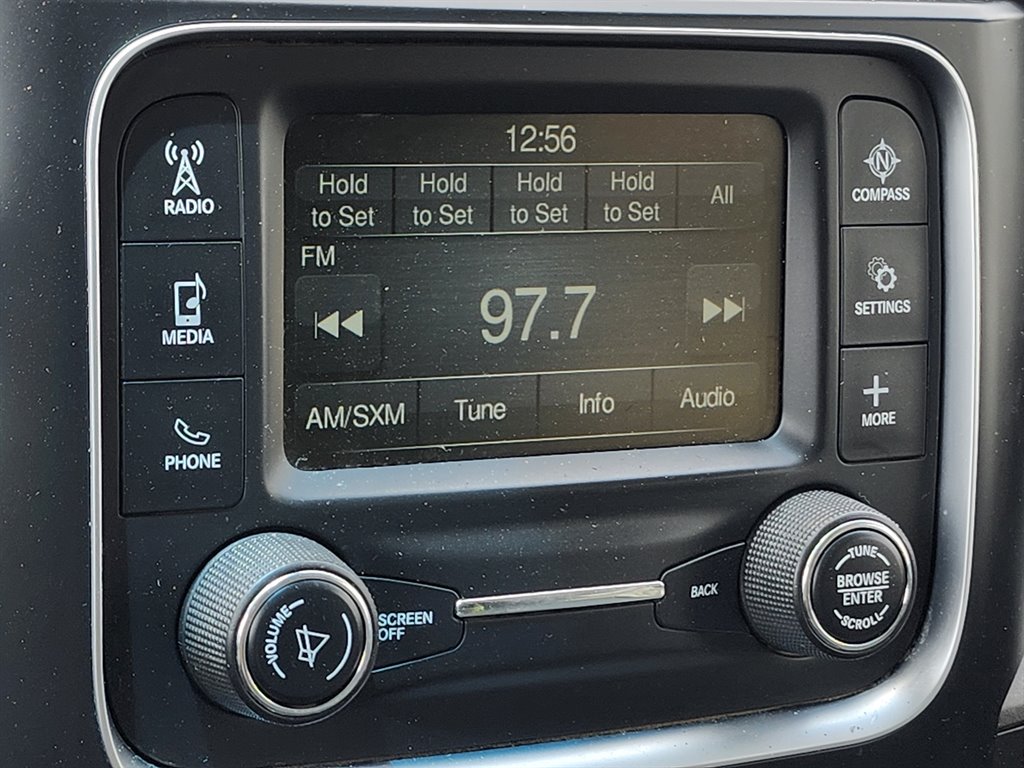 12:56
Hold to Set
Hold to Set
Hold to Set
Hold to Set
All
FM
97.7
AM/SXM
Tune
Info
Audio
RADIO
MEDIA
PHONE
N
COMPASS
SETTINGS
MORE
VOLUME
SCREEN
OFF
BACK
TUNE
BROWSE
ENTER
SCROLL